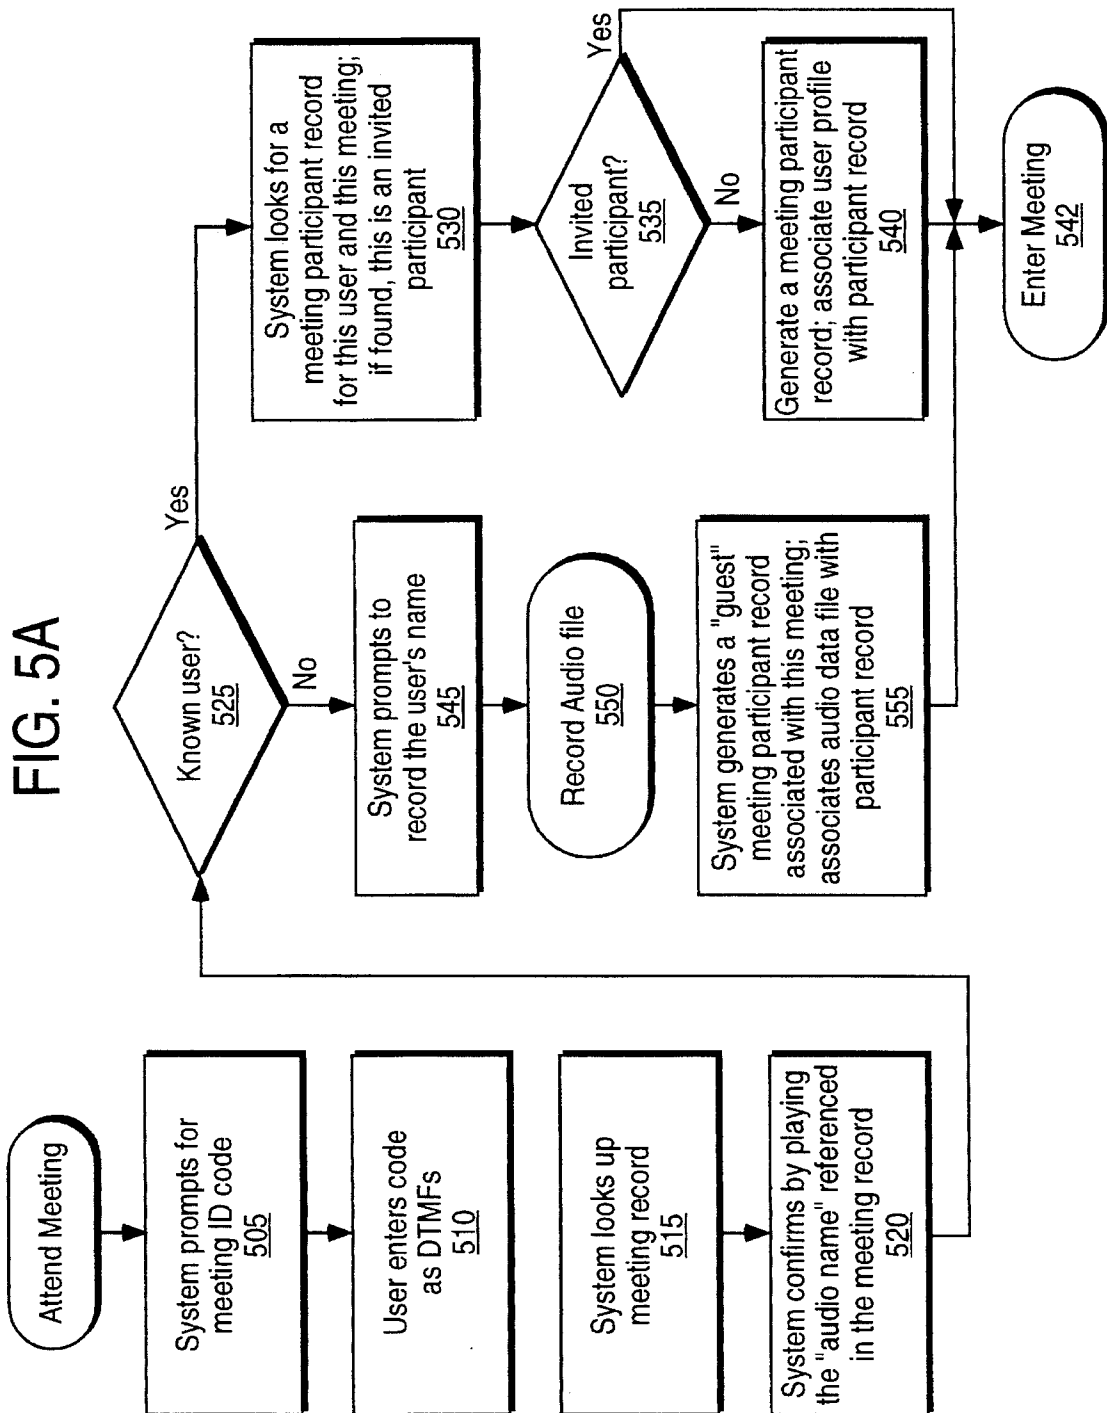 FIG. 5A
Attend Meeting
System prompts for
meeting ID code
505
User enters code
as DTMFs
510
System looks up
meeting record
515
System confirms by playing
the "audio name" referenced
in the meeting record
520
Known user?
525
Yes
No
System prompts to
record the user's name
545
Record Audio file
550
System generates a "guest"
meeting participant record
associated with this meeting;
associates audio data file with
participant record
555
System looks for a
meeting participant record
for this user and this meeting;
if found, this is an invited
participant
530
Invited
participant?
535
Yes
No
Generate a meeting participant
record; associate user profile
with participant record
540
Enter Meeting
542